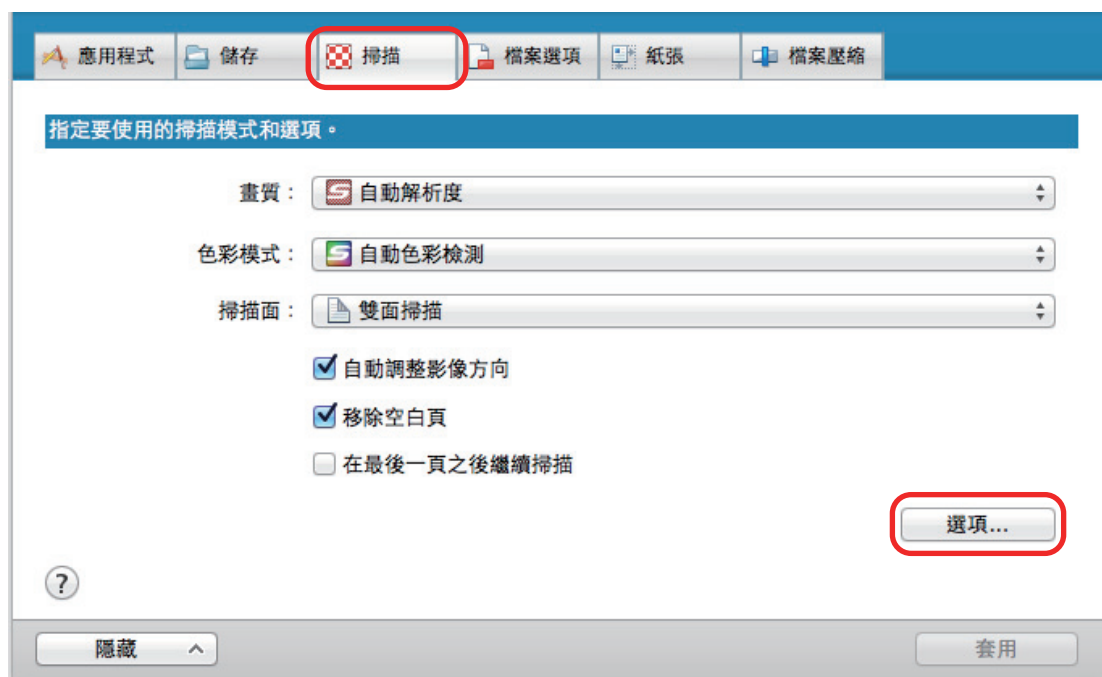 應用程式 儲存 掃描 檔案選項 紙張 檔案壓縮
指定要使用的掃描模式和選項。
畫質： 自動解析度
色彩模式： 自動色彩檢測
掃描面： 雙面掃描
自動調整影像方向
移除空白頁
在最後一頁之後繼續掃描
選項...
?
隱藏 套用